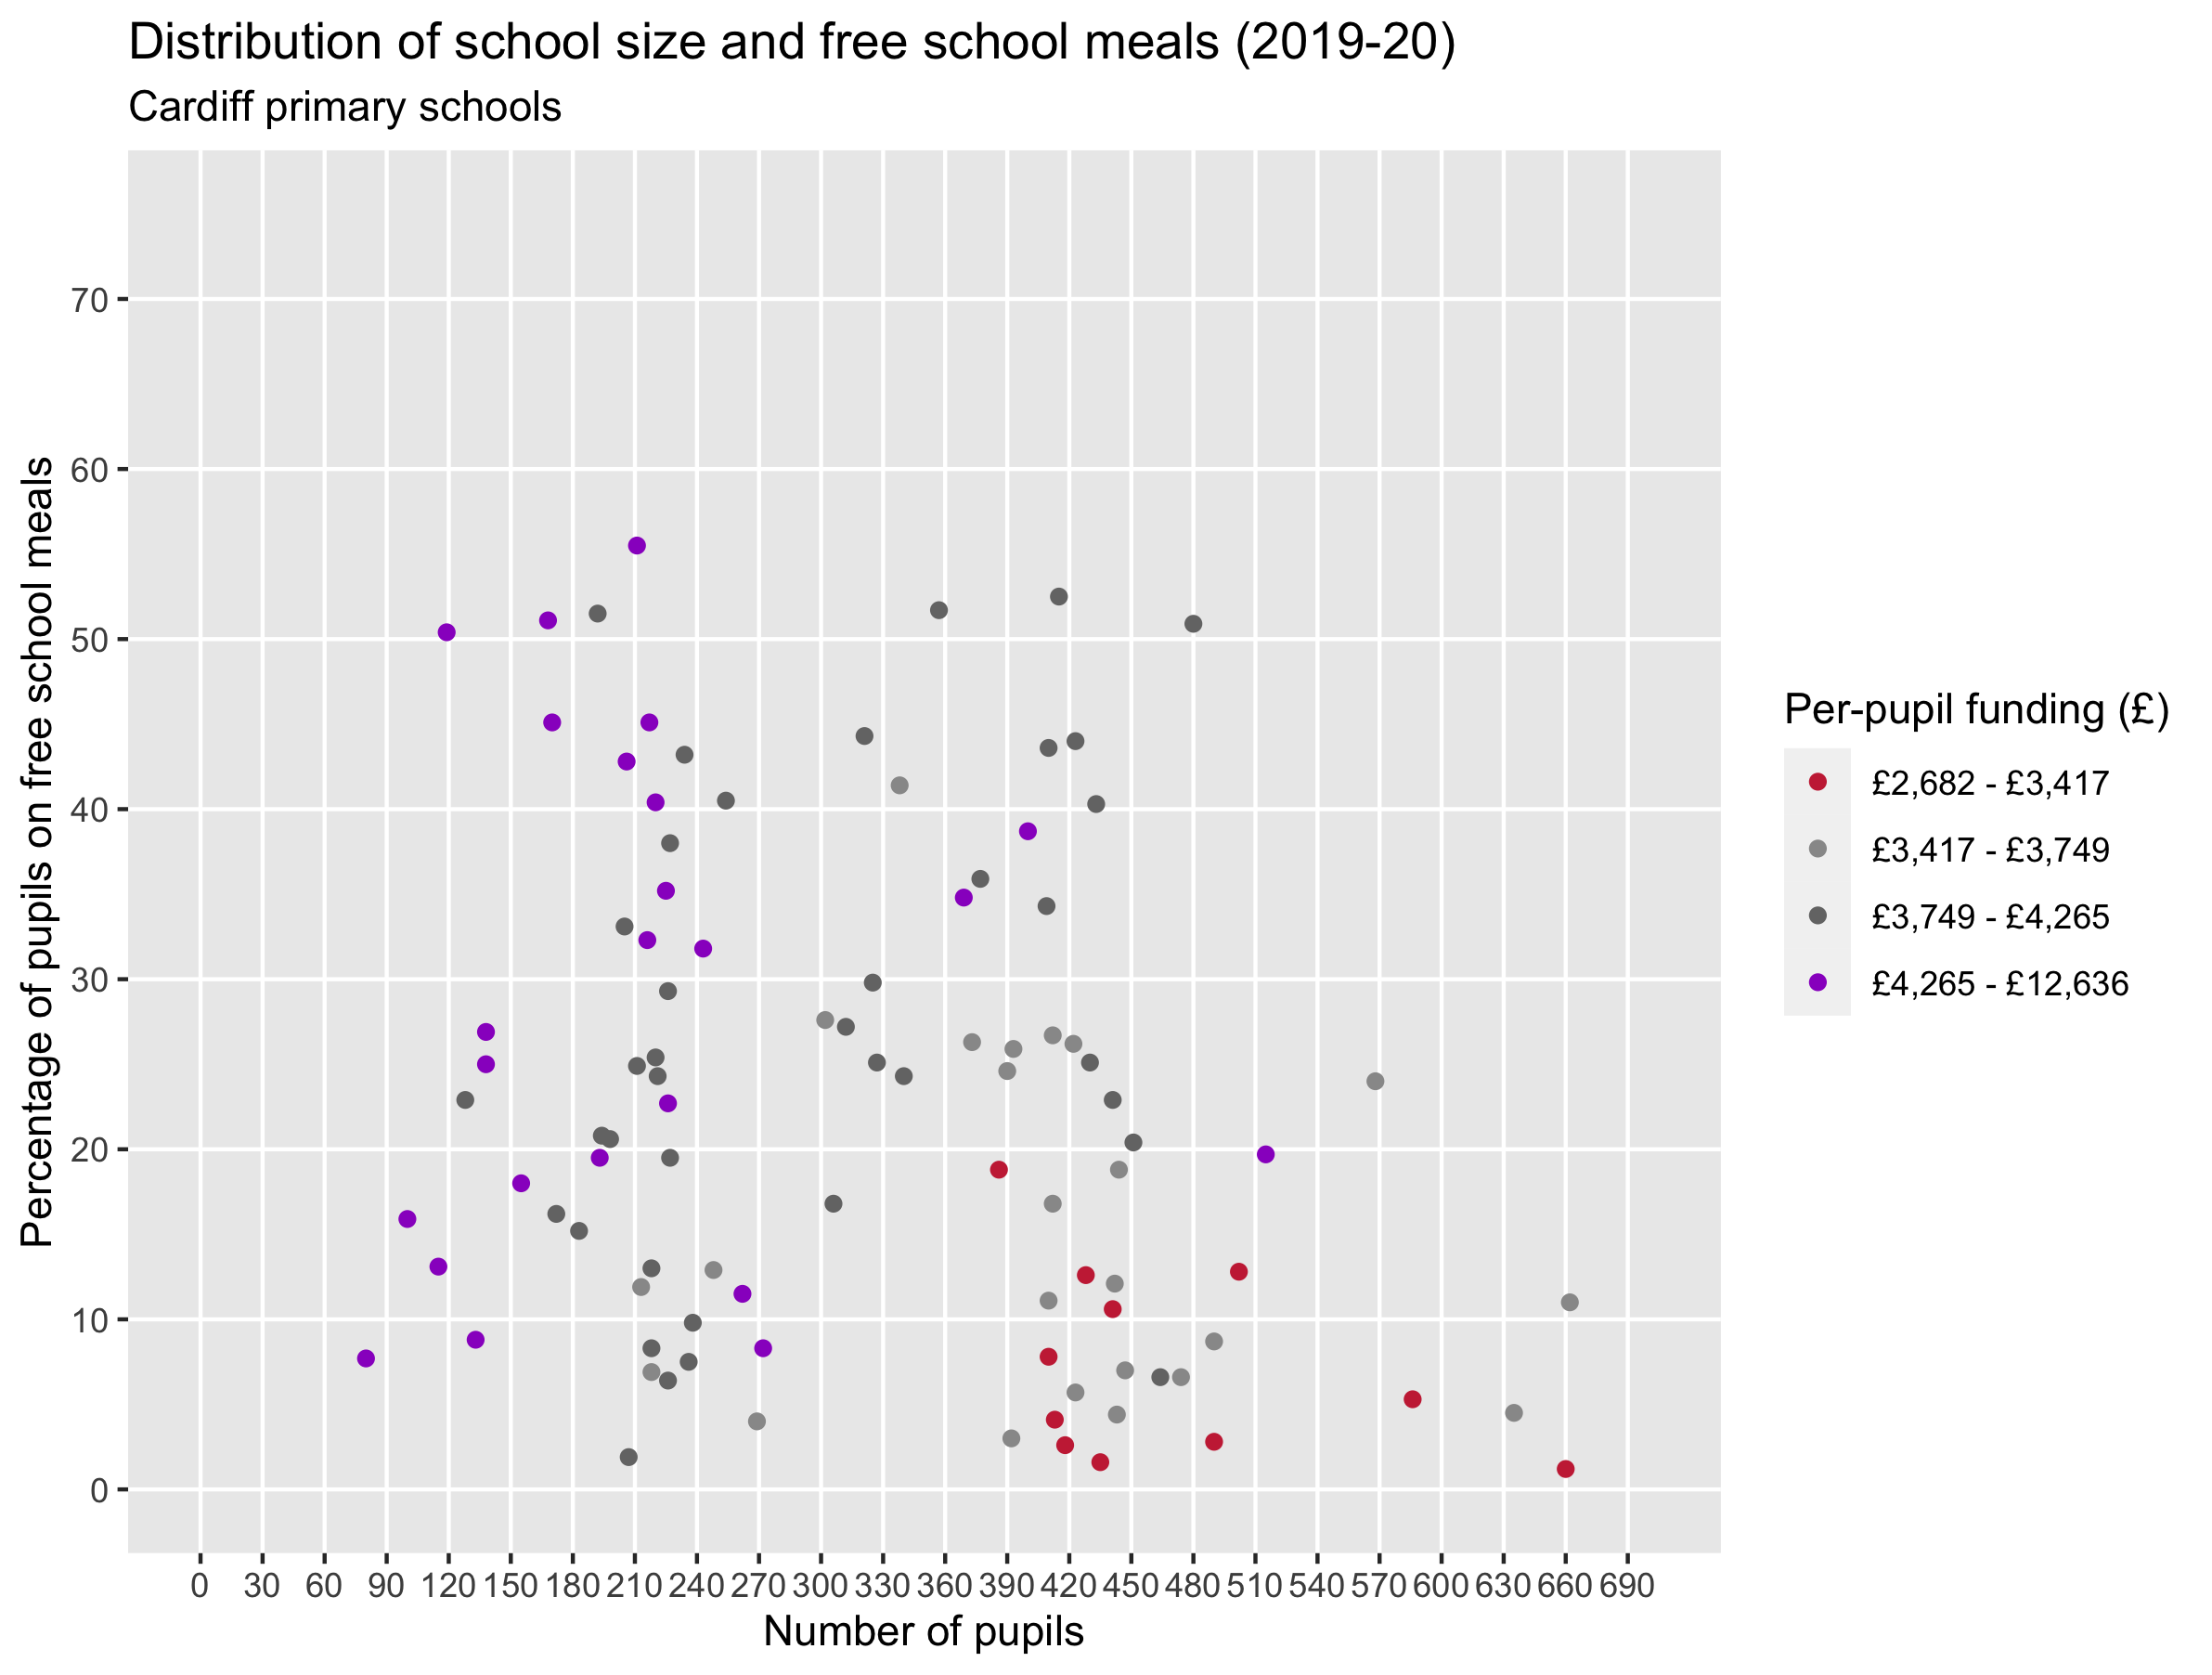 Distribution of school size and free school meals (2019-20)
Cardiff primary schools
Percentage of pupils on free school meals
70
60
50
40
30
20
10
0
0 30 60 90 120 150 180 210 240 270 300 330 360 390 420 450 480 510 540 570 600 630 660 690
Number of pupils
Per-pupil funding (£)
£2,682 - £3,417
£3,417 - £3,749
£3,749 - £4,265
£4,265 - £12,636